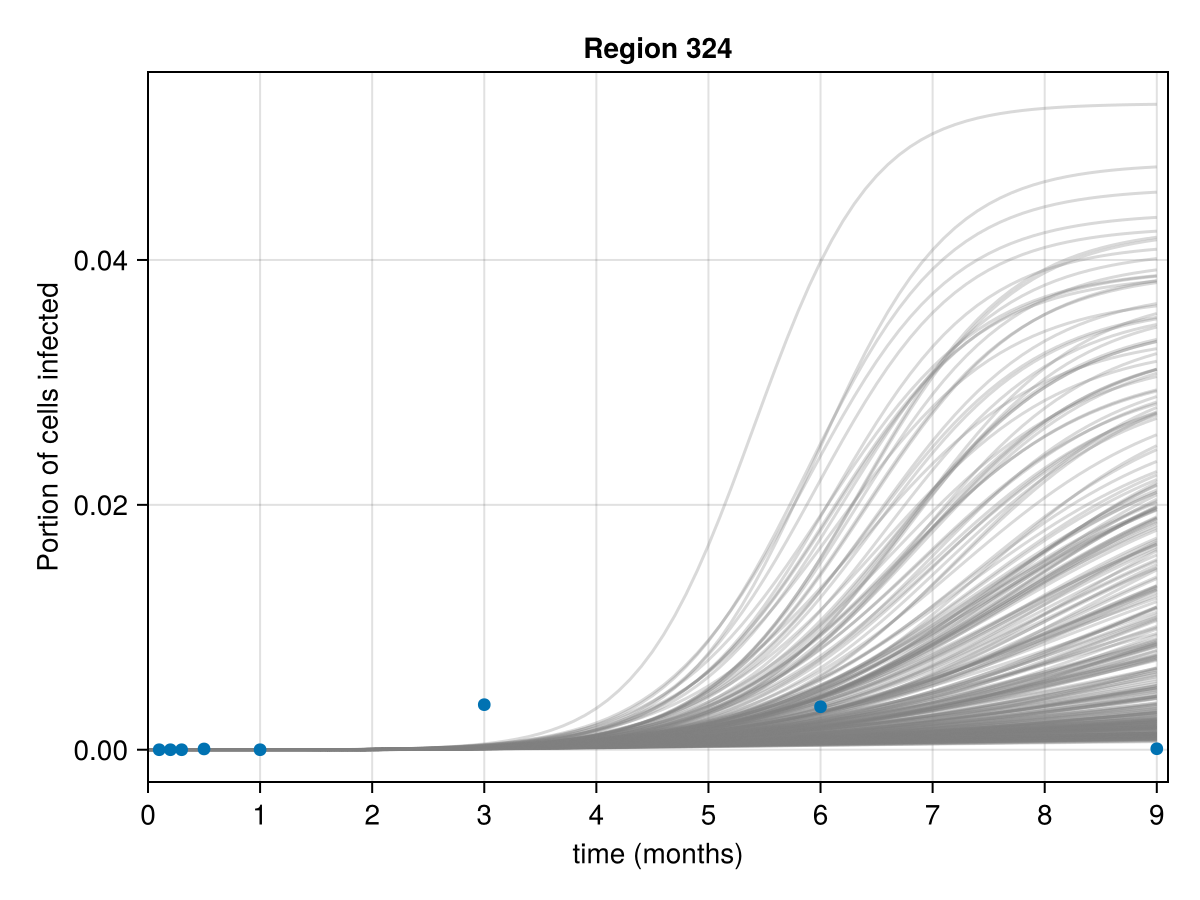 Region 324
Portion of cells infected
0.04
0.02
0.00
0 1 2 3 4 5 6 7 8 9
time (months)